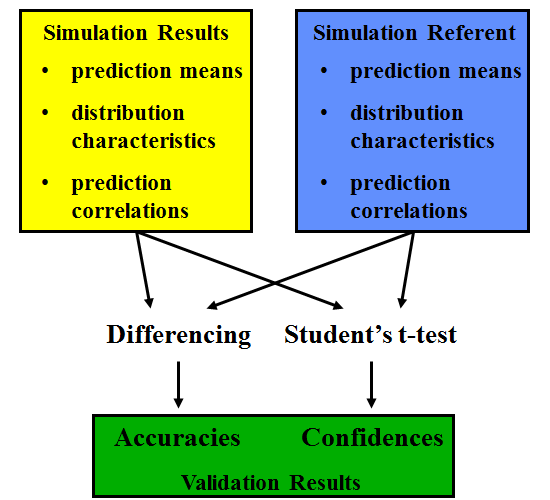 Simulation Results
• prediction means
• distribution
characteristics
• prediction
correlations
Simulation Referent
• prediction means
• distribution
characteristics
• prediction
correlations
Differencing
Student's t-test
Accuracies
Confidences
Validation Results